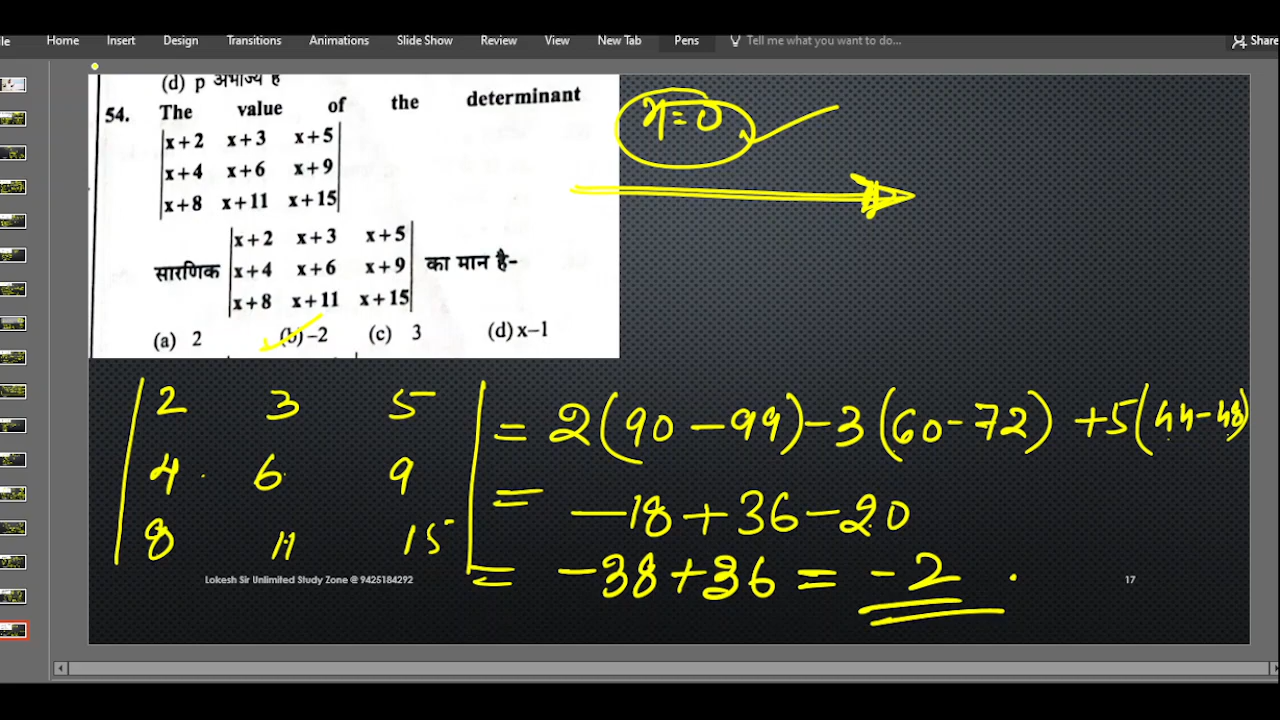 ile Home Insert Design Transitions Animations Slide Show Review View New Tab Pens Tell me what you want to do... Share
(d) p अभाज्य है
54. The value of the determinant
|x+2 x+3 x+5|
|x+4 x+6 x+9|
|x+8 x+11 x+15|
|x+2 x+3 x+5|
सारणिक |x+4 x+6 x+9| का मान है-
|x+8 x+11 x+15|
(a) 2 (b) -2 (c) 3 (d) x-1
x=0
|2 3 5| = 2(90-99)-3(60-72)+5(44-48)
|4 6 9| = -18+36-20
|8 11 15| = -38+36 = -2
Lokesh Sir Unlimited Study Zone @ 9425184292
17